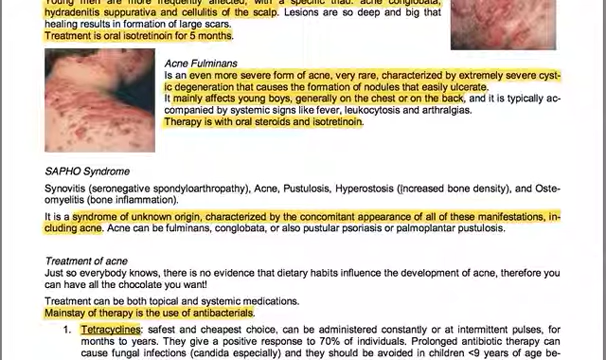 Young men are more frequently affected, with a specific triad: acne conglobata,
hydradenitis suppurativa and cellulitis of the scalp. Lesions are so deep and big that
healing results in formation of large scars.
Treatment is oral isotretinoin for 5 months.
Acne Fulminans
Is an even more severe form of acne, very rare, characterized by extremely severe cyst-
ic degeneration that causes the formation of nodules that easily ulcerate.
It mainly affects young boys, generally on the chest or on the back, and it is typically ac-
companied by systemic signs like fever, leukocytosis and arthralgias.
Therapy is with oral steroids and isotretinoin.
SAPHO Syndrome
Synovitis (seronegative spondyloarthropathy), Acne, Pustulosis, Hyperostosis (Increased bone density), and Oste-
omyelitis (bone inflammation).
It is a syndrome of unknown origin, characterized by the concomitant appearance of all of these manifestations, in-
cluding acne. Acne can be fulminans, conglobata, or also pustular psoriasis or palmoplantar pustulosis.
Treatment of acne
Just so everybody knows, there is no evidence that dietary habits influence the development of acne, therefore you
can have all the chocolate you want!
Treatment can be both topical and systemic medications.
Mainstay of therapy is the use of antibacterials.
1. Tetracyclines: safest and cheapest choice, can be administered constantly or at intermittent pulses, for
months to years. They give a positive response to 70% of individuals. Prolonged antibiotic therapy can
cause fungal infections (candida especially) and they should be avoided in children <9 years of age be-